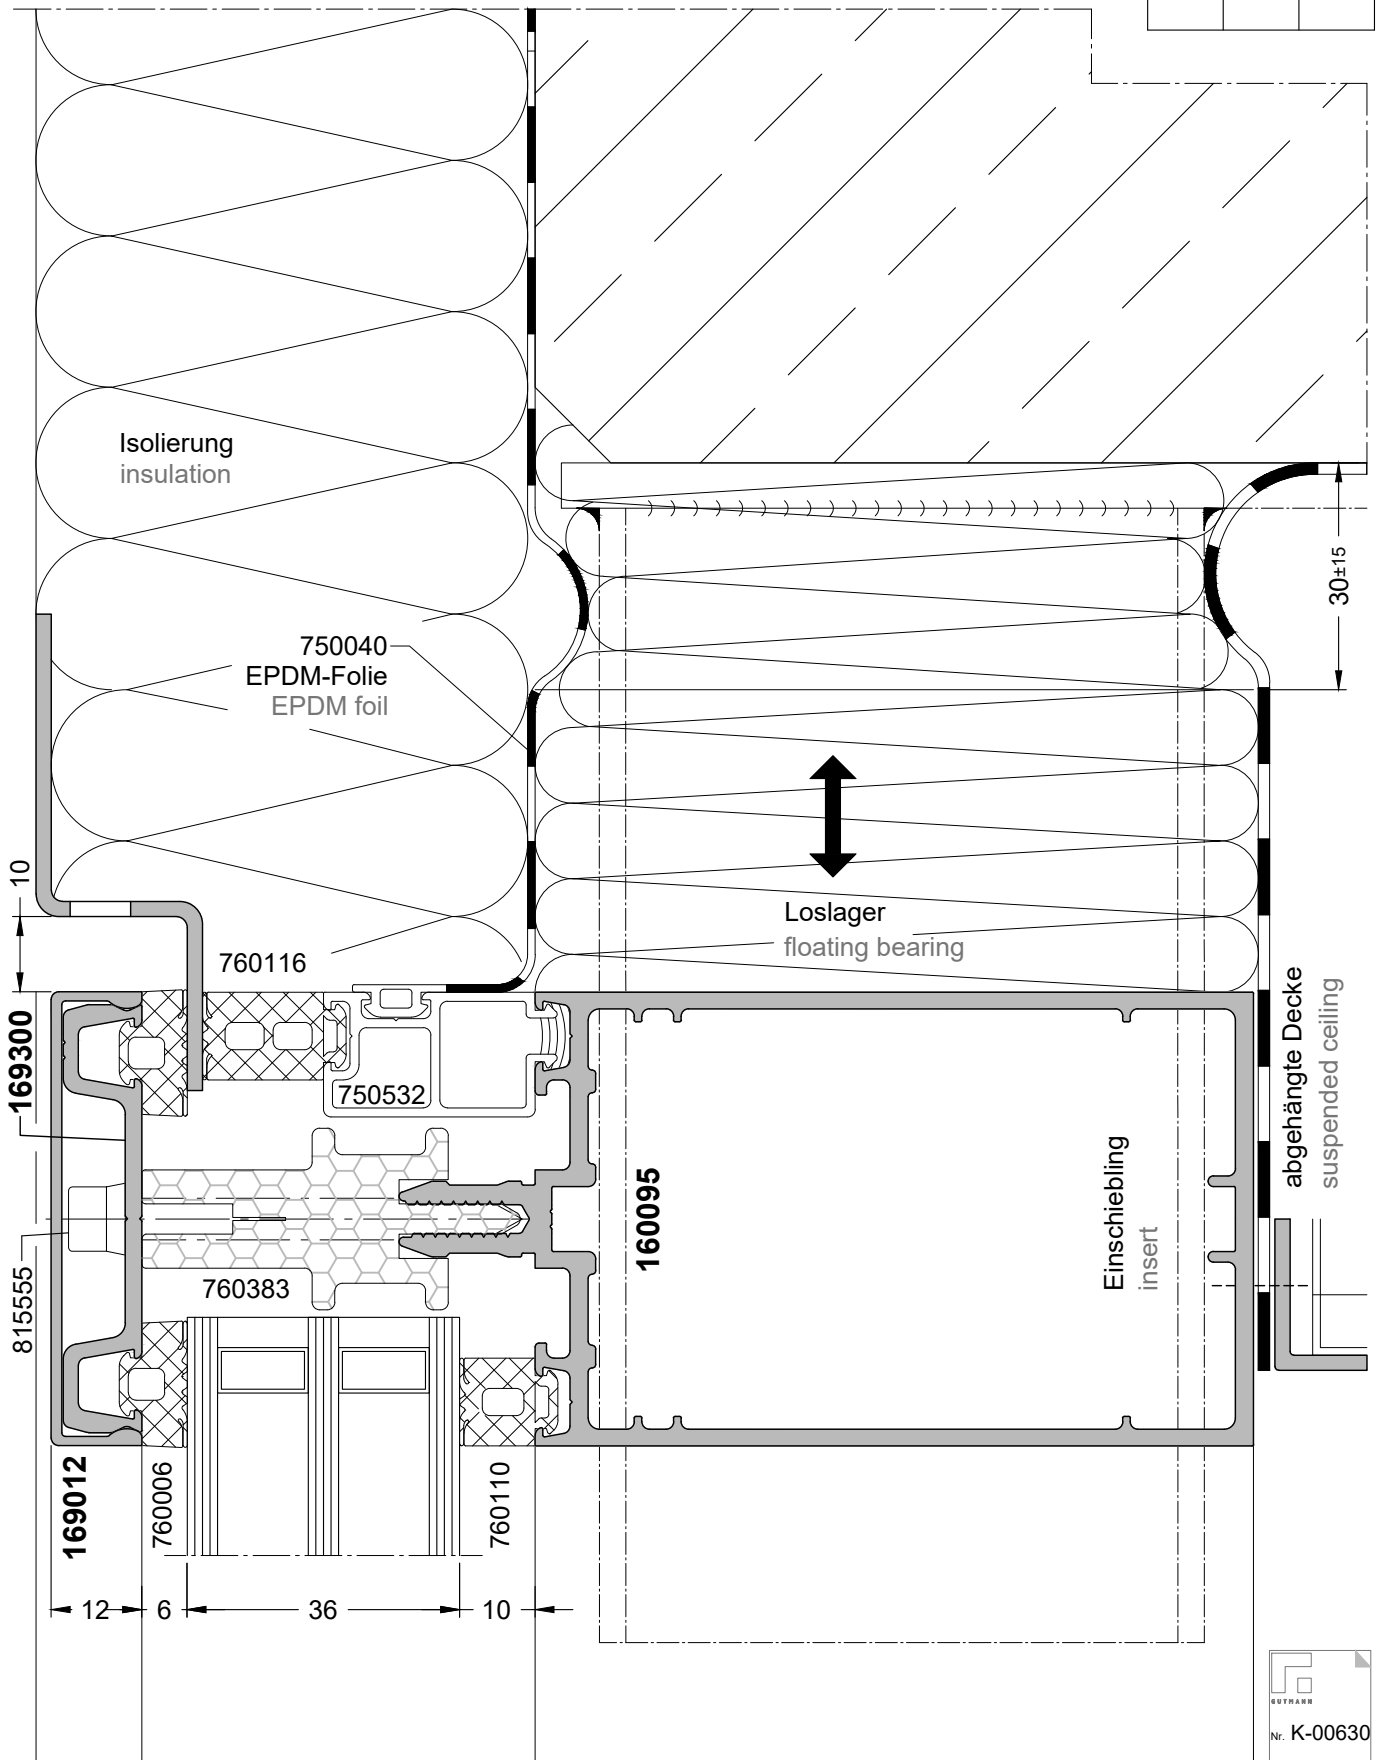 Isolierung
insulation
750040
EPDM-Folie
EPDM foil
30±15
10
Loslager
floating bearing
760116
169300
750532
abgehängte Decke
suspended ceiling
160095
Einschiebling
insert
815555
760383
169012
760006
760110
12
6
36
10
GUTMANN
Nr. K-00630